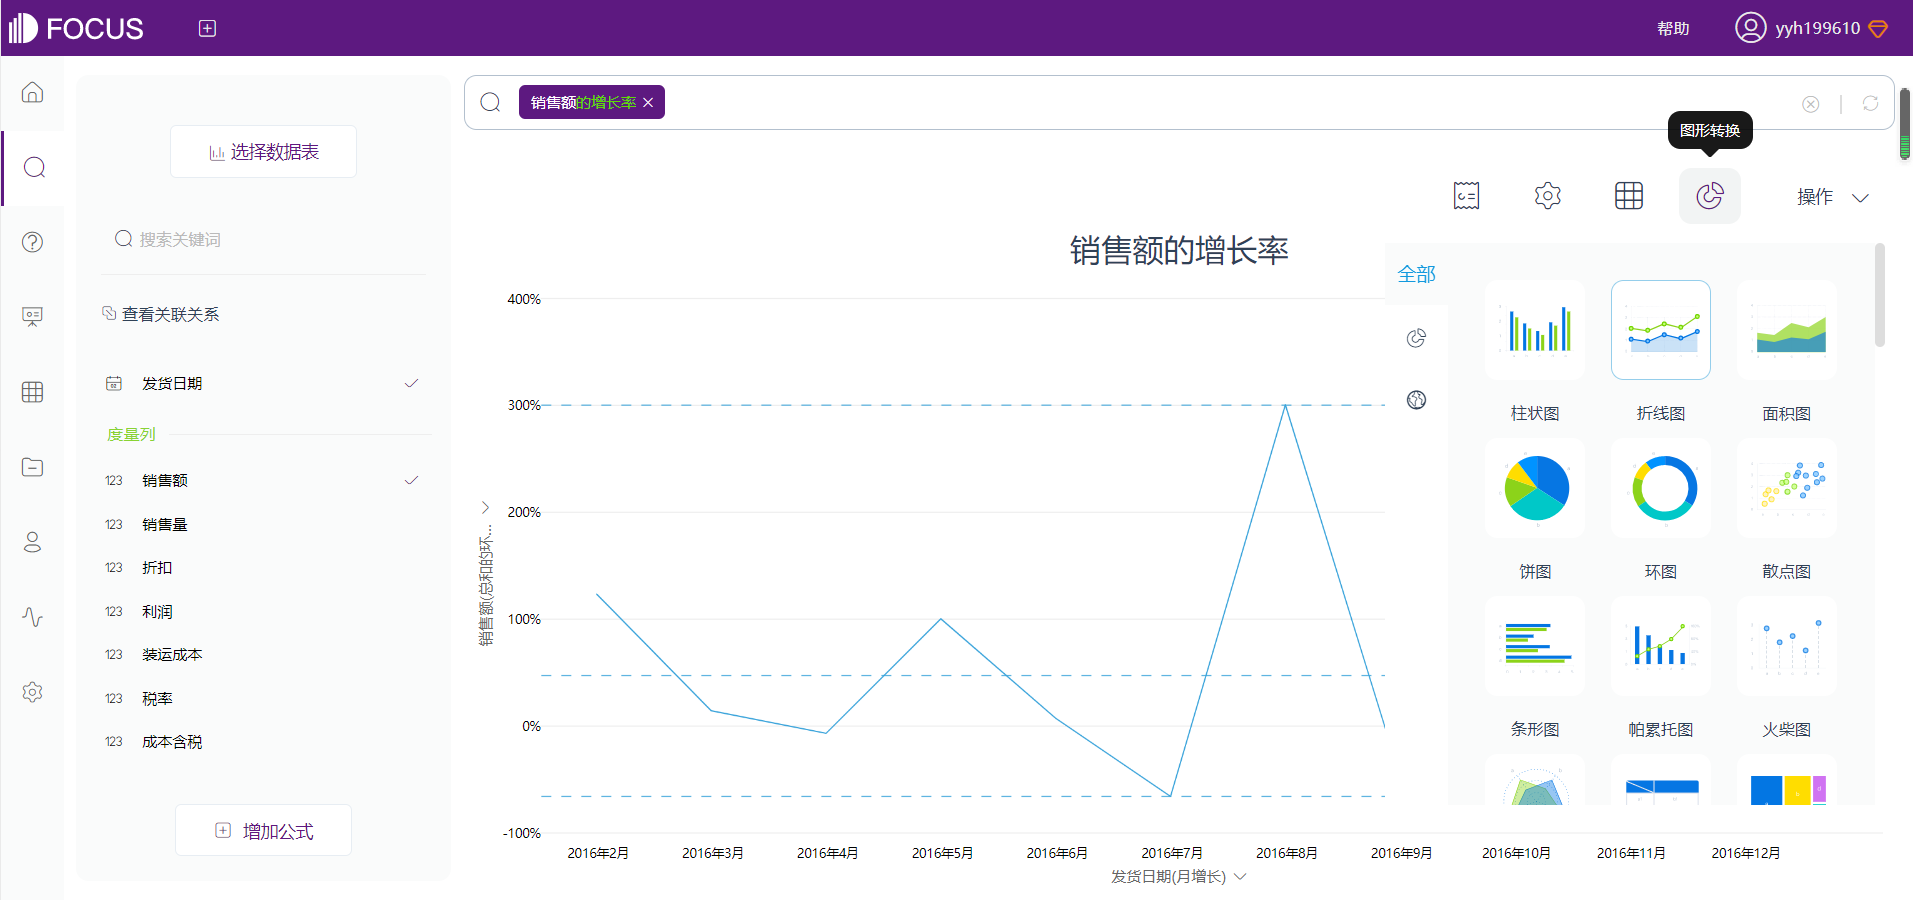 FOCUS
帮助
yyh199610
销售额的增长率
图形转换
选择数据表
操作
搜索关键词
查看关联关系
发货日期
度量列
123 销售额
123 销售量
123 折扣
123 利润
123 装运成本
123 税率
123 成本含税
增加公式
销售额的增长率
400%
300%
200%
100%
0%
-100%
销售额(总和的环...
2016年2月
2016年3月
2016年4月
2016年5月
2016年6月
2016年7月
2016年8月
2016年9月
2016年10月
2016年11月
2016年12月
发货日期(月增长)
全部
柱状图
折线图
面积图
饼图
环图
散点图
条形图
帕累托图
火柴图